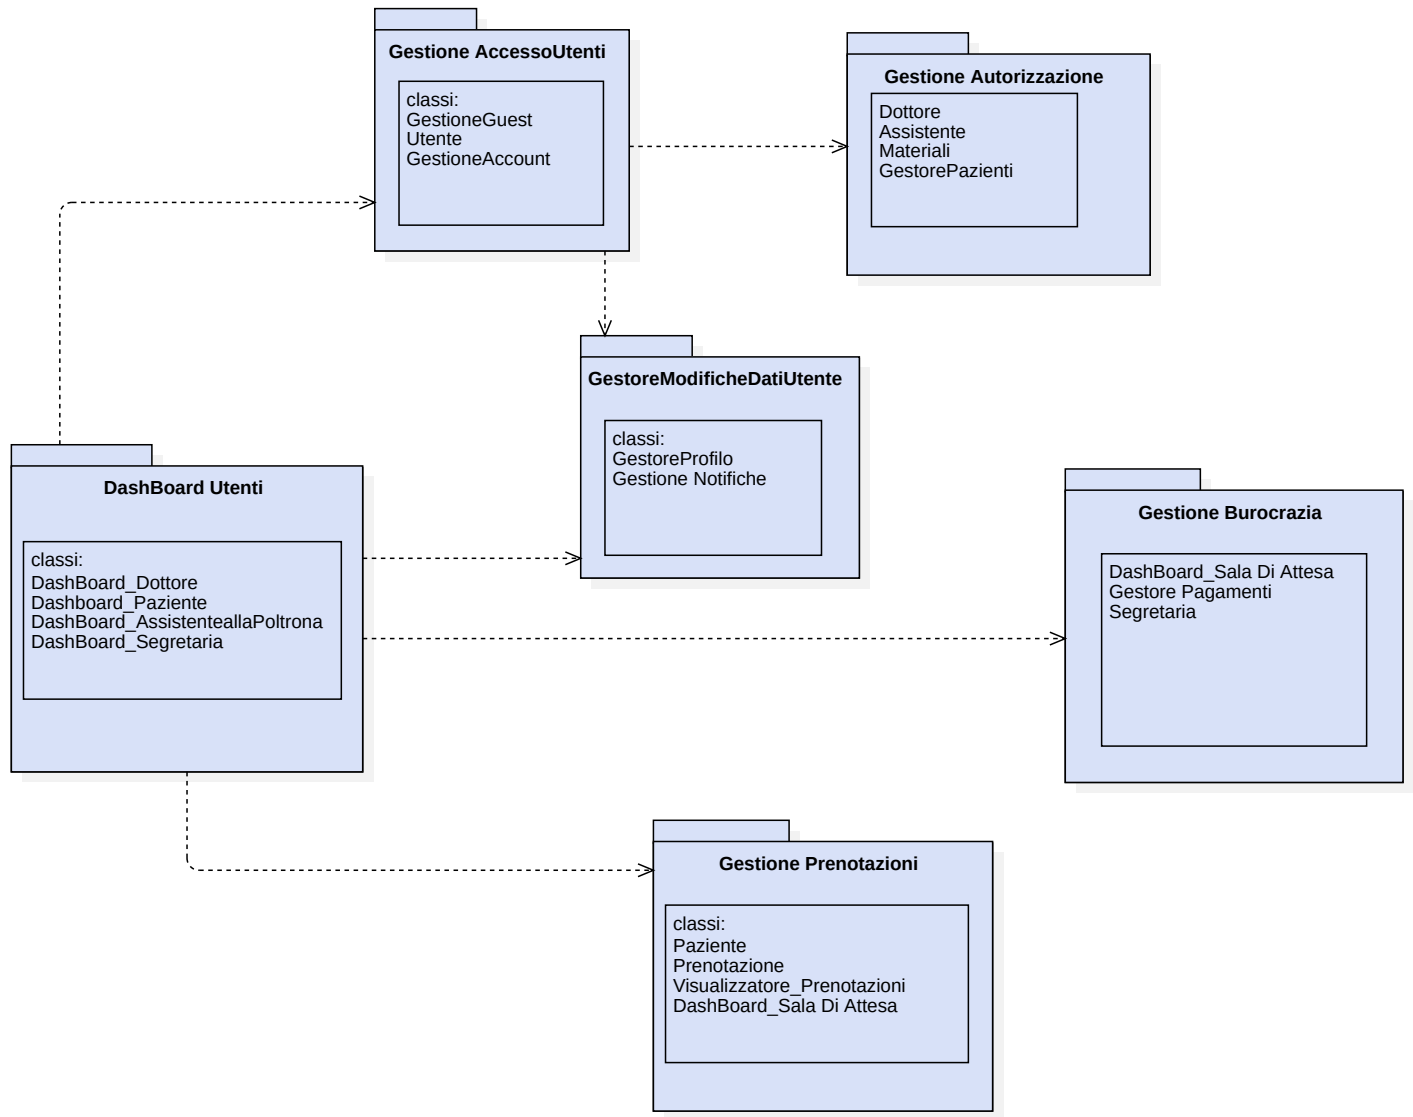 Gestione AccessoUtenti
classi:
GestioneGuest
Utente
GestioneAccount
Gestione Autorizzazione
Dottore
Assistente
Materiali
GestorePazienti
GestoreModificheDatiUtente
classi:
GestoreProfilo
Gestione Notifiche
DashBoard Utenti
classi:
DashBoard_Dottore
Dashboard_Paziente
DashBoard_AssistenteallaPoltrona
DashBoard_Segretaria
Gestione Burocrazia
DashBoard_Sala Di Attesa
Gestore Pagamenti
Segretaria
Gestione Prenotazioni
classi:
Paziente
Prenotazione
Visualizzatore_Prenotazioni
DashBoard_Sala Di Attesa